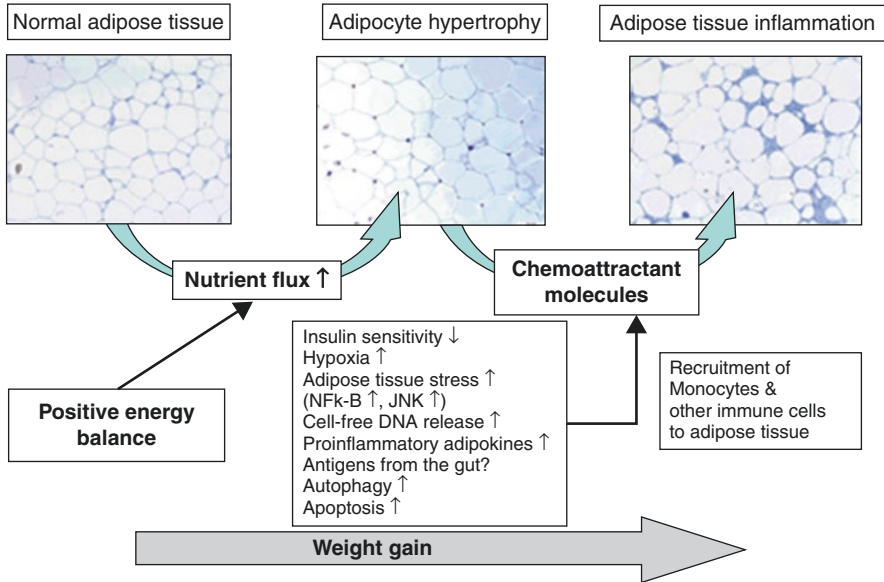 Normal adipose tissue
Adipocyte hypertrophy
Adipose tissue inflammation
Nutrient flux ↑
Chemoattractant
molecules
Positive energy
balance
Insulin sensitivity ↓
Hypoxia ↑
Adipose tissue stress ↑
(NFk-B ↑, JNK ↑)
Cell-free DNA release ↑
Proinflammatory adipokines ↑
Antigens from the gut?
Autophagy ↑
Apoptosis ↑
Recruitment of
Monocytes &
other immune cells
to adipose tissue
Weight gain